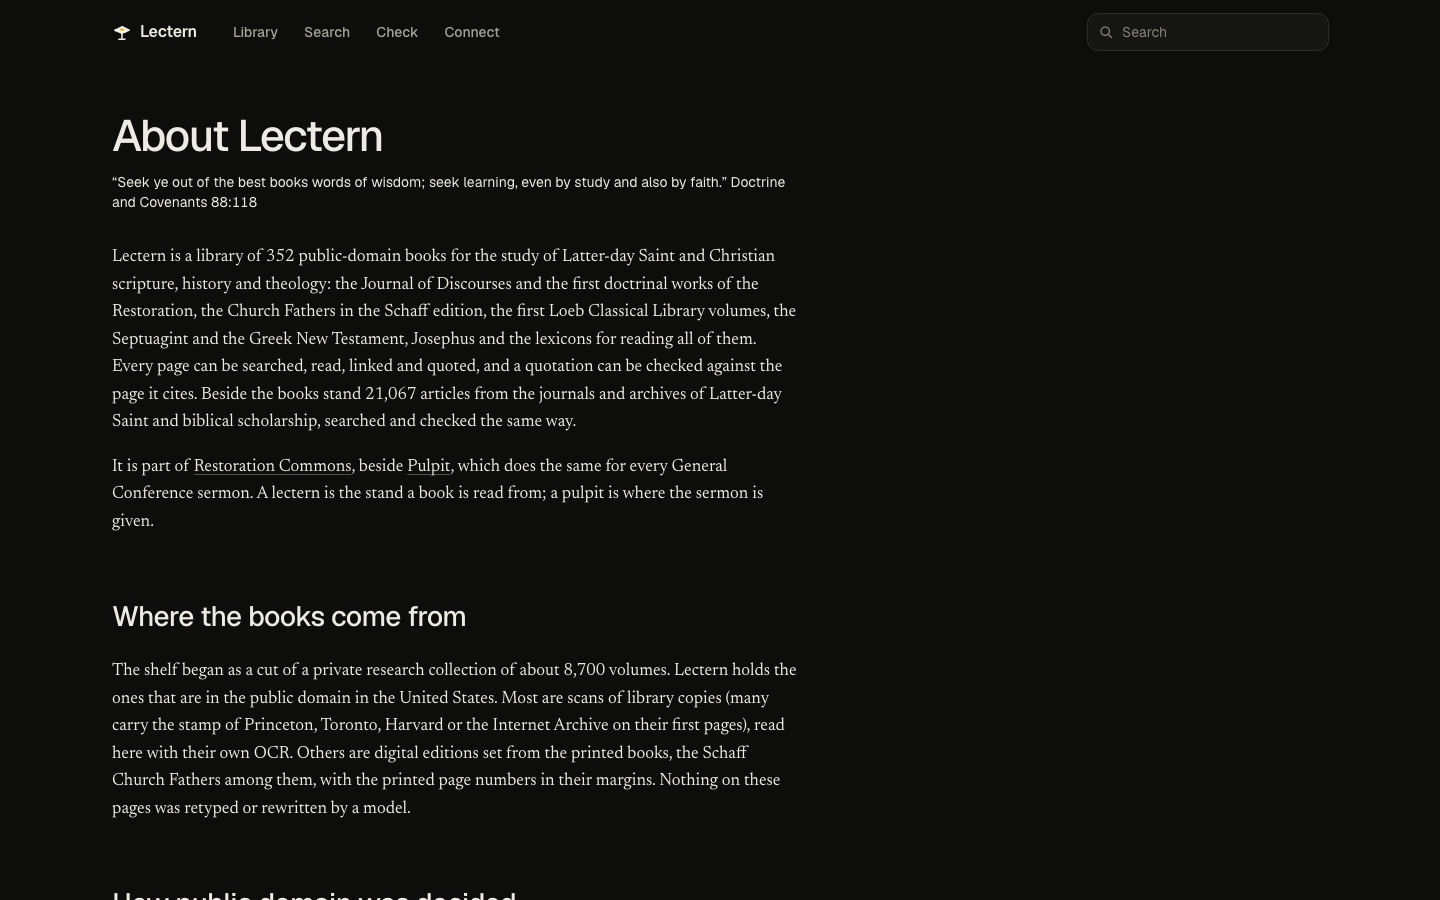 Lectern
Library
Search
Check
Connect
Search
About Lectern
“Seek ye out of the best books words of wisdom; seek learning, even by study and also by faith.” Doctrine
and Covenants 88:118
Lectern is a library of 352 public-domain books for the study of Latter-day Saint and Christian
scripture, history and theology: the Journal of Discourses and the first doctrinal works of the
Restoration, the Church Fathers in the Schaff edition, the first Loeb Classical Library volumes, the
Septuagint and the Greek New Testament, Josephus and the lexicons for reading all of them.
Every page can be searched, read, linked and quoted, and a quotation can be checked against the
page it cites. Beside the books stand 21,067 articles from the journals and archives of Latter-day
Saint and biblical scholarship, searched and checked the same way.
It is part of Restoration Commons, beside Pulpit, which does the same for every General
Conference sermon. A lectern is the stand a book is read from; a pulpit is where the sermon is
given.
Where the books come from
The shelf began as a cut of a private research collection of about 8,700 volumes. Lectern holds the
ones that are in the public domain in the United States. Most are scans of library copies (many
carry the stamp of Princeton, Toronto, Harvard or the Internet Archive on their first pages), read
here with their own OCR. Others are digital editions set from the printed books, the Schaff
Church Fathers among them, with the printed page numbers in their margins. Nothing on these
pages was retyped or rewritten by a model.
How public domain was decided